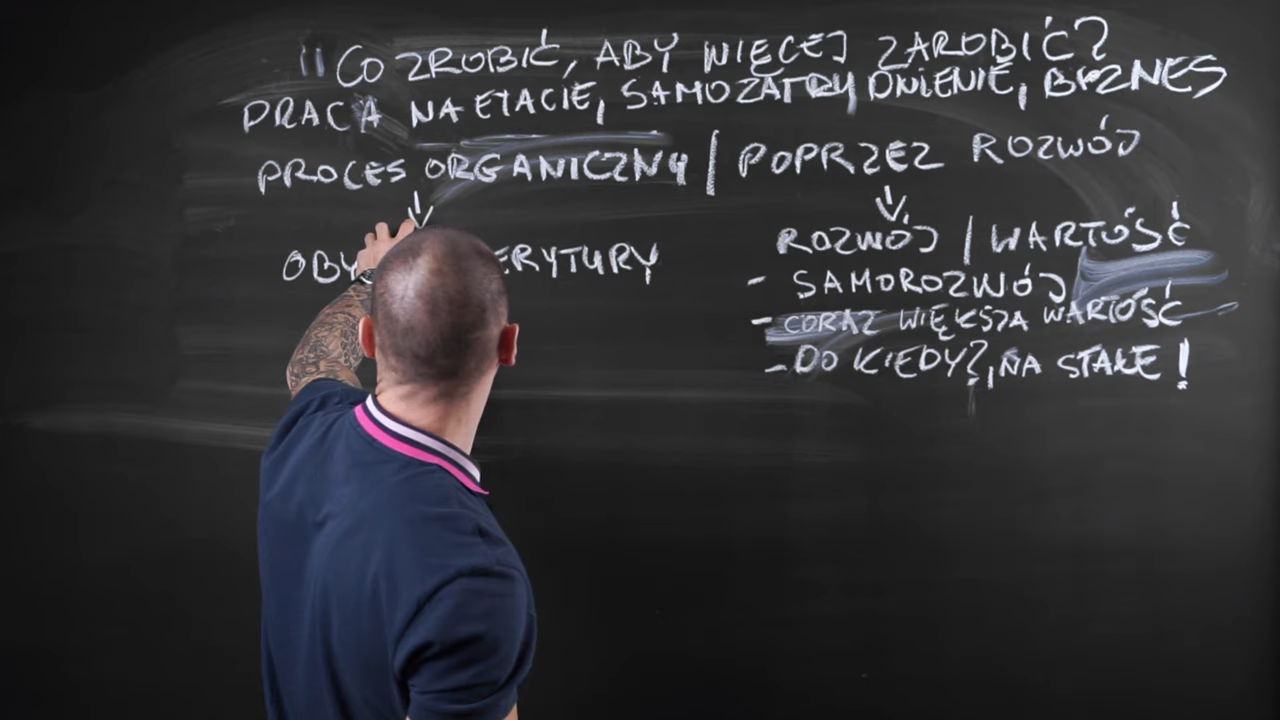 " CO ZROBIĆ, ABY WIĘCEJ ZAROBIĆ?
PRACA NA ETACIE, SAMOZATRUDNIENIE, BIZNES
PROCES ORGANICZNY / POPRZEZ ROZWÓJ
ROZWÓJ / WARTOŚĆ
- SAMOROZWÓJ
- CORAZ WIĘKSZA WARTOŚĆ
- DO KIEDY?, NA STAŁE!